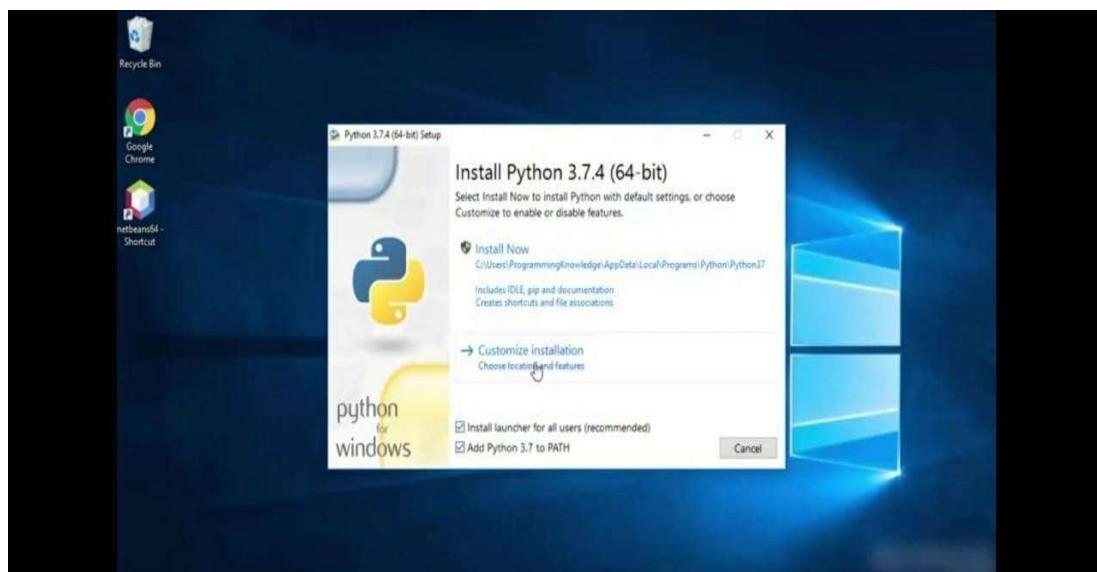 Recycle Bin
Google
Chrome
netbeans64 -
Shortcut
Python 3.7.4 (64-bit) Setup
Install Python 3.7.4 (64-bit)
Select Install Now to install Python with default settings, or choose
Customize to enable or disable features.
Install Now
C:\Users\ProgrammingKnowledge\AppData\Local\Programs\Python\Python37
Includes IDLE, pip and documentation
Creates shortcuts and file associations
Customize installation
Choose location and features
python
for
windows
Install launcher for all users (recommended)
Add Python 3.7 to PATH
Cancel